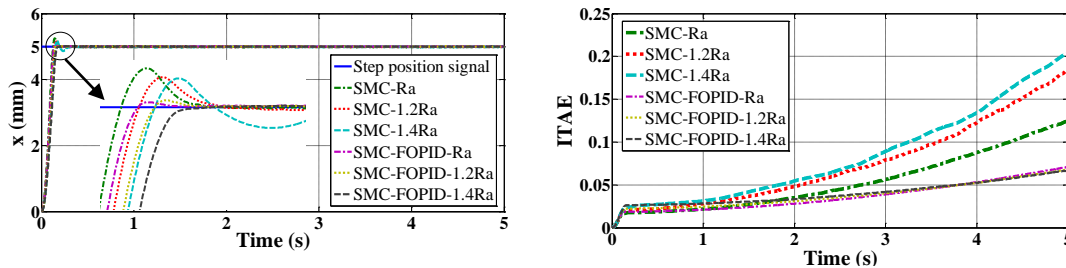 x (mm)
6
5
4
2
0
0
1
2
3
4
5
Time (s)
Step position signal
SMC-Ra
SMC-1.2Ra
SMC-1.4Ra
SMC-FOPID-Ra
SMC-FOPID-1.2Ra
SMC-FOPID-1.4Ra
ITAE
0.25
0.2
0.15
0.1
0.05
0.00
0
1
2
3
4
5
Time (s)
SMC-Ra
SMC-1.2Ra
SMC-1.4Ra
SMC-FOPID-Ra
SMC-FOPID-1.2Ra
SMC-FOPID-1.4Ra